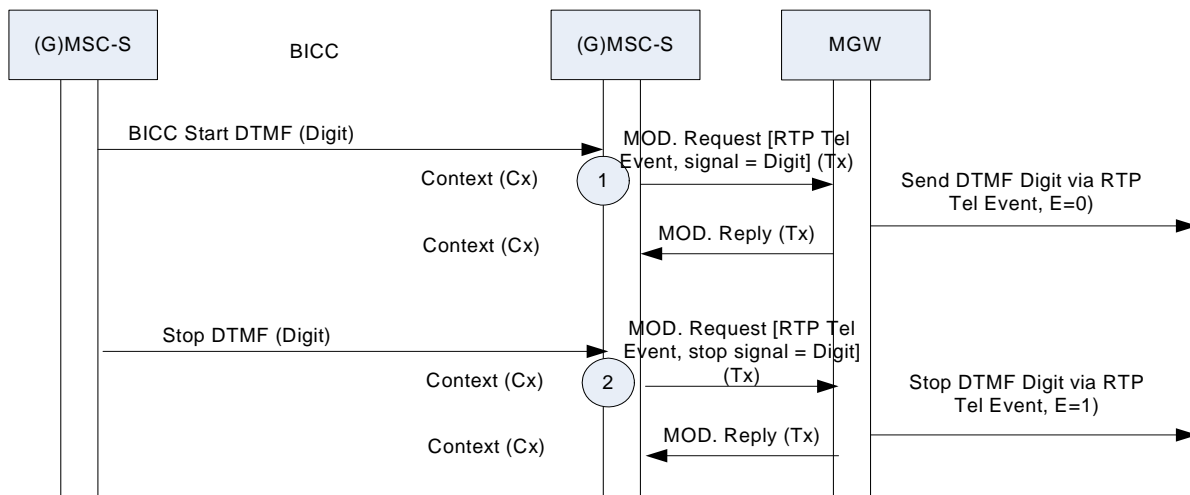 (G)MSC-S
BICC
(G)MSC-S
MGW
BICC Start DTMF (Digit)
MOD. Request [RTP Tel
Event, signal = Digit] (Tx)
Context (Cx)
1
Send DTMF Digit via RTP
Tel Event, E=0)
MOD. Reply (Tx)
Context (Cx)
Stop DTMF (Digit)
MOD. Request [RTP Tel
Event, stop signal = Digit]
(Tx)
Context (Cx)
2
Stop DTMF Digit via RTP
Tel Event, E=1)
MOD. Reply (Tx)
Context (Cx)